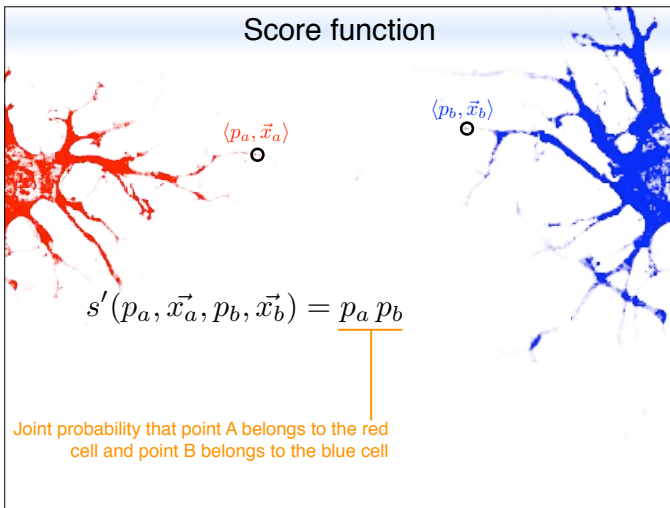 Score function
⟨p_b, x⃗_b⟩
⟨p_a, x⃗_a⟩
s′(p_a, x⃗_a, p_b, x⃗_b) = p_a p_b
Joint probability that point A belongs to the red
cell and point B belongs to the blue cell